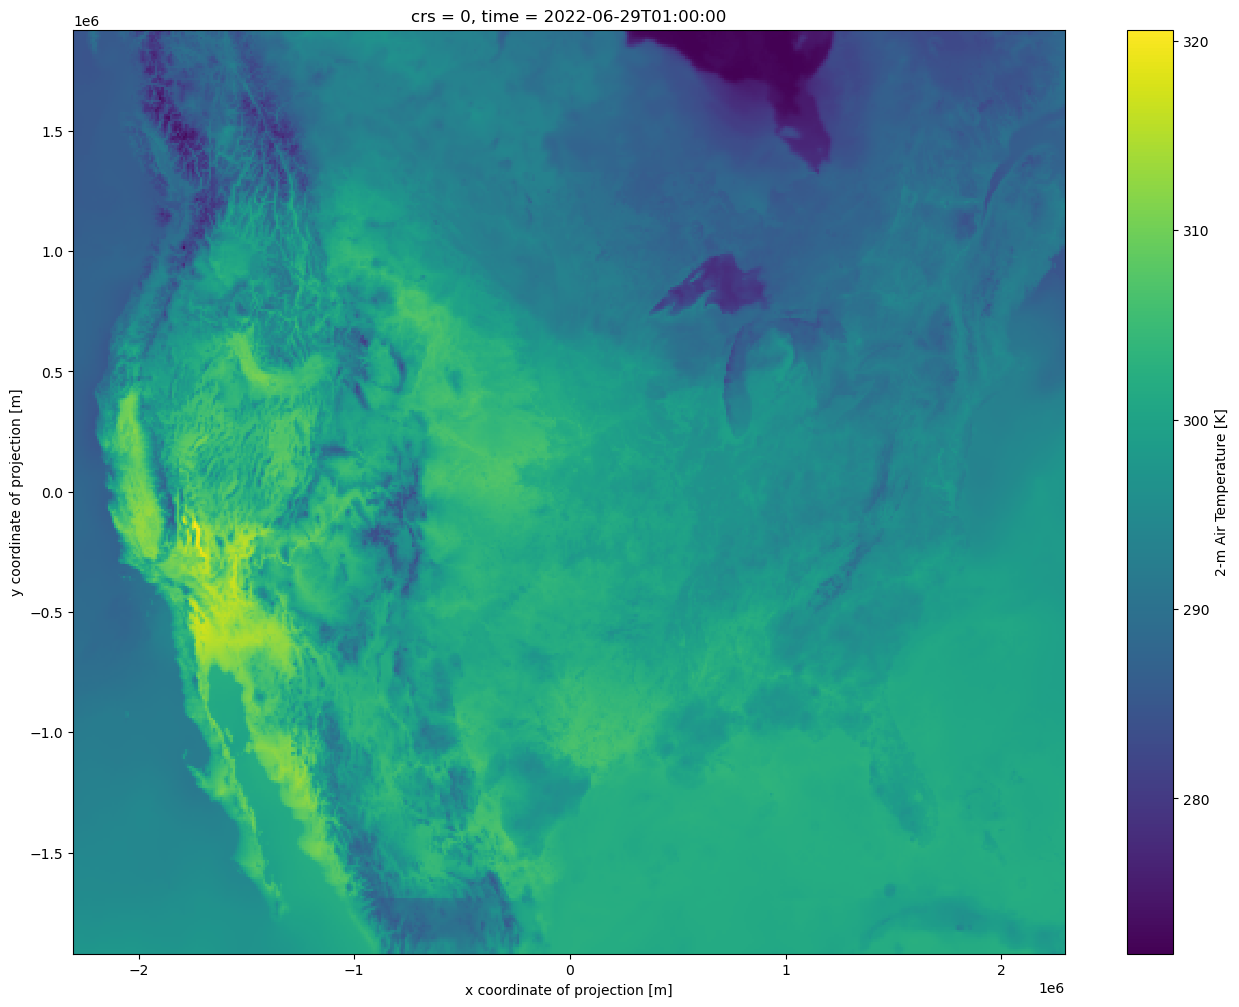 crs = 0, time = 2022-06-29T01:00:00
1e6
1.5
1.0
0.5
0.0
−0.5
−1.0
−1.5
y coordinate of projection [m]
−2
−1
0
1
2
1e6
x coordinate of projection [m]
320
310
300
290
280
2-m Air Temperature [K]